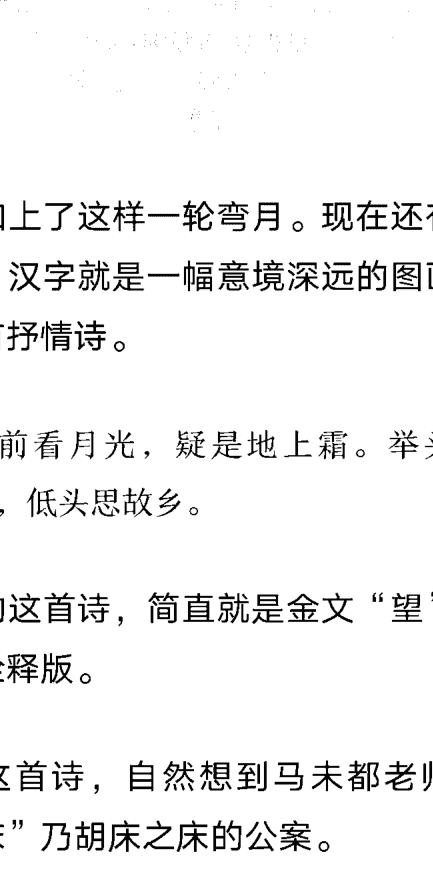 上了这样一轮弯月。现在还
，汉字就是一幅意境深远的图
抒情诗。
前看月光，疑是地上霜。举
，低头思故乡。
这首诗，简直就是金文“望”
释版。
这首诗，自然想到马未都老师
”乃胡床之床的公案。